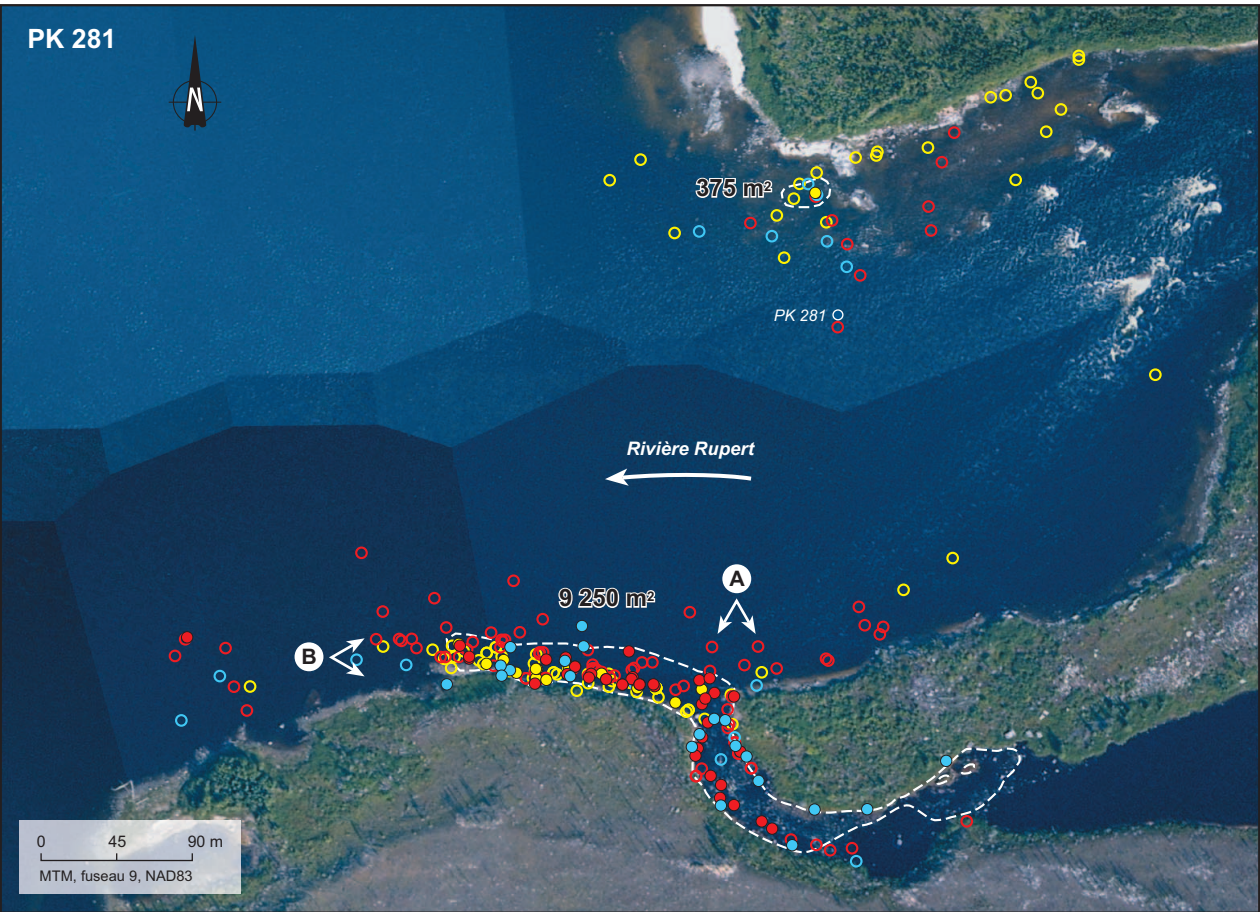 PK 281
N
375 m²
PK 281
Rivière Rupert
A
9 250 m²
B
0 45 90 m
MTM, fuseau 9, NAD83